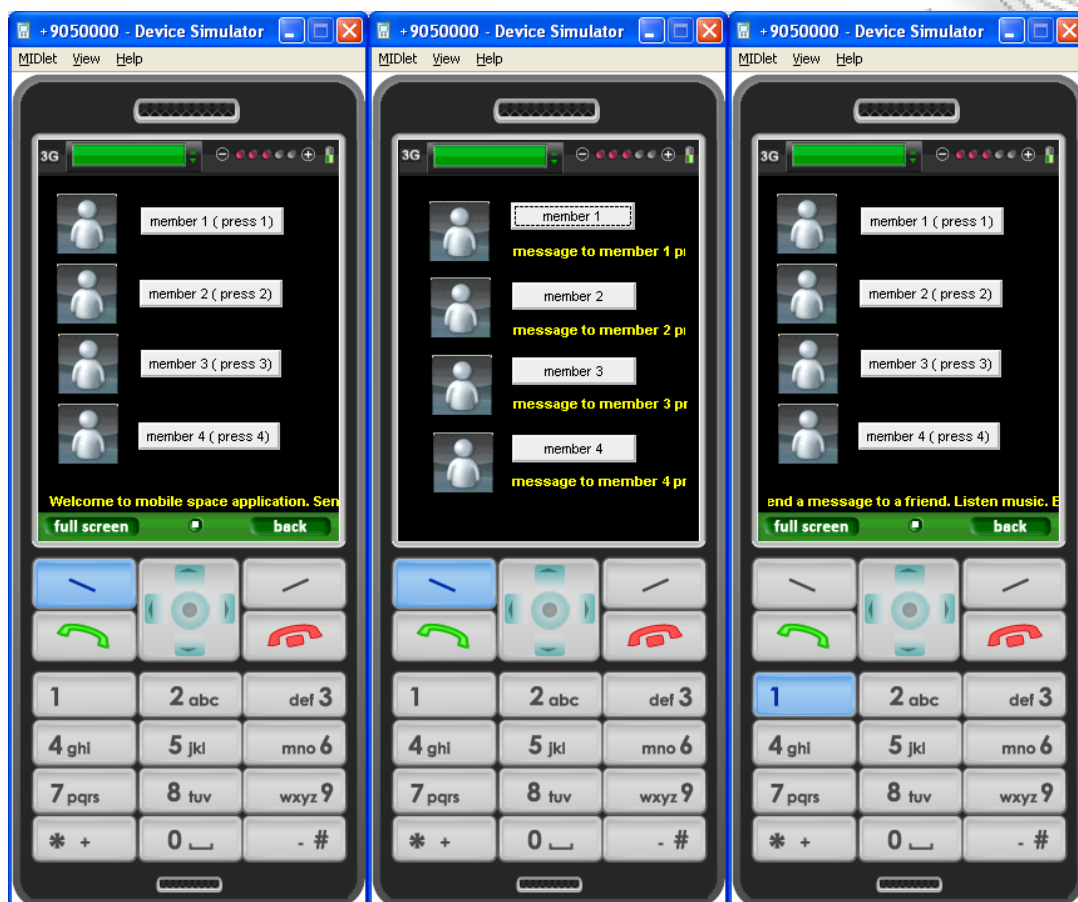 +9050000 - Device Simulator
MIDlet View Help
3G
member 1 ( press 1)
member 2 ( press 2)
member 3 ( press 3)
member 4 ( press 4)
Welcome to mobile space application. Sen
full screen back
1 2 abc def 3
4 ghi 5 jkl mno 6
7 pqrs 8 tuv wxyz 9
* + 0 - #
+9050000 - Device Simulator
MIDlet View Help
3G
member 1
message to member 1 pr
member 2
message to member 2 pr
member 3
message to member 3 pr
member 4
message to member 4 pr
1 2 abc def 3
4 ghi 5 jkl mno 6
7 pqrs 8 tuv wxyz 9
* + 0 - #
+9050000 - Device Simulator
MIDlet View Help
3G
member 1 ( press 1)
member 2 ( press 2)
member 3 ( press 3)
member 4 ( press 4)
end a message to a friend. Listen music. E
full screen back
1 2 abc def 3
4 ghi 5 jkl mno 6
7 pqrs 8 tuv wxyz 9
* + 0 - #